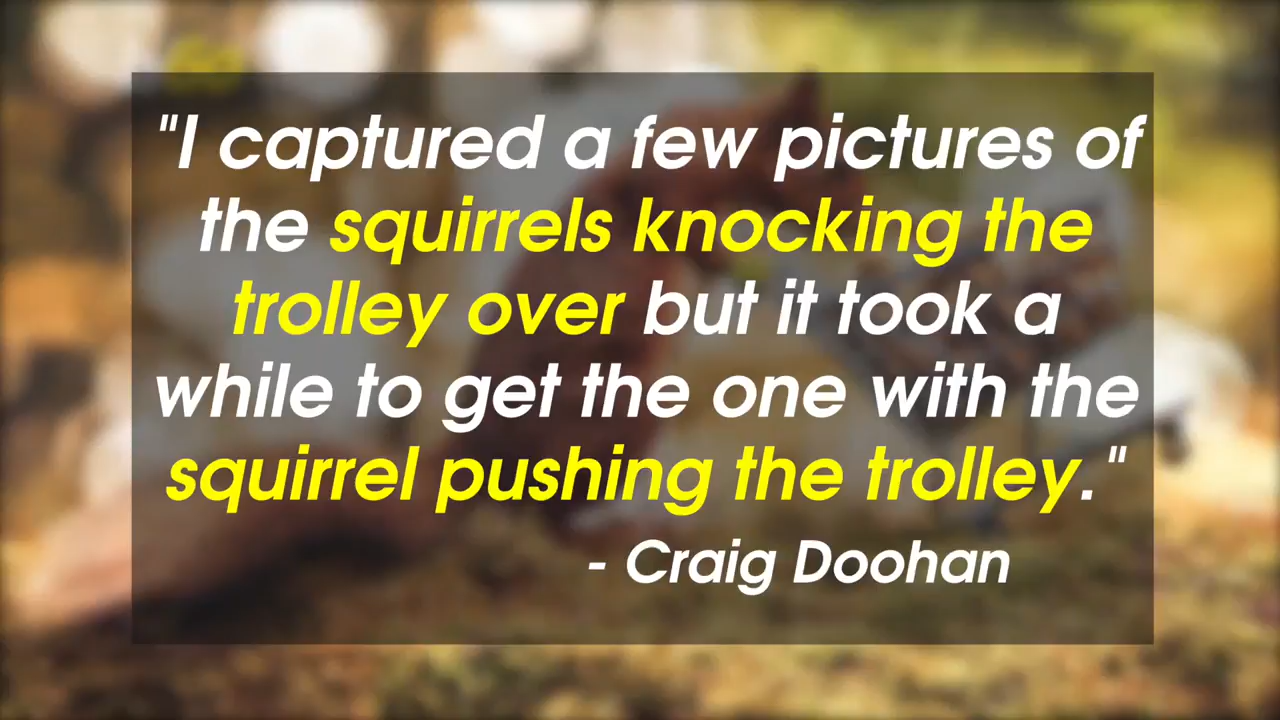 "I captured a few pictures of
the squirrels knocking the
trolley over but it took a
while to get the one with the
squirrel pushing the trolley."
- Craig Doohan